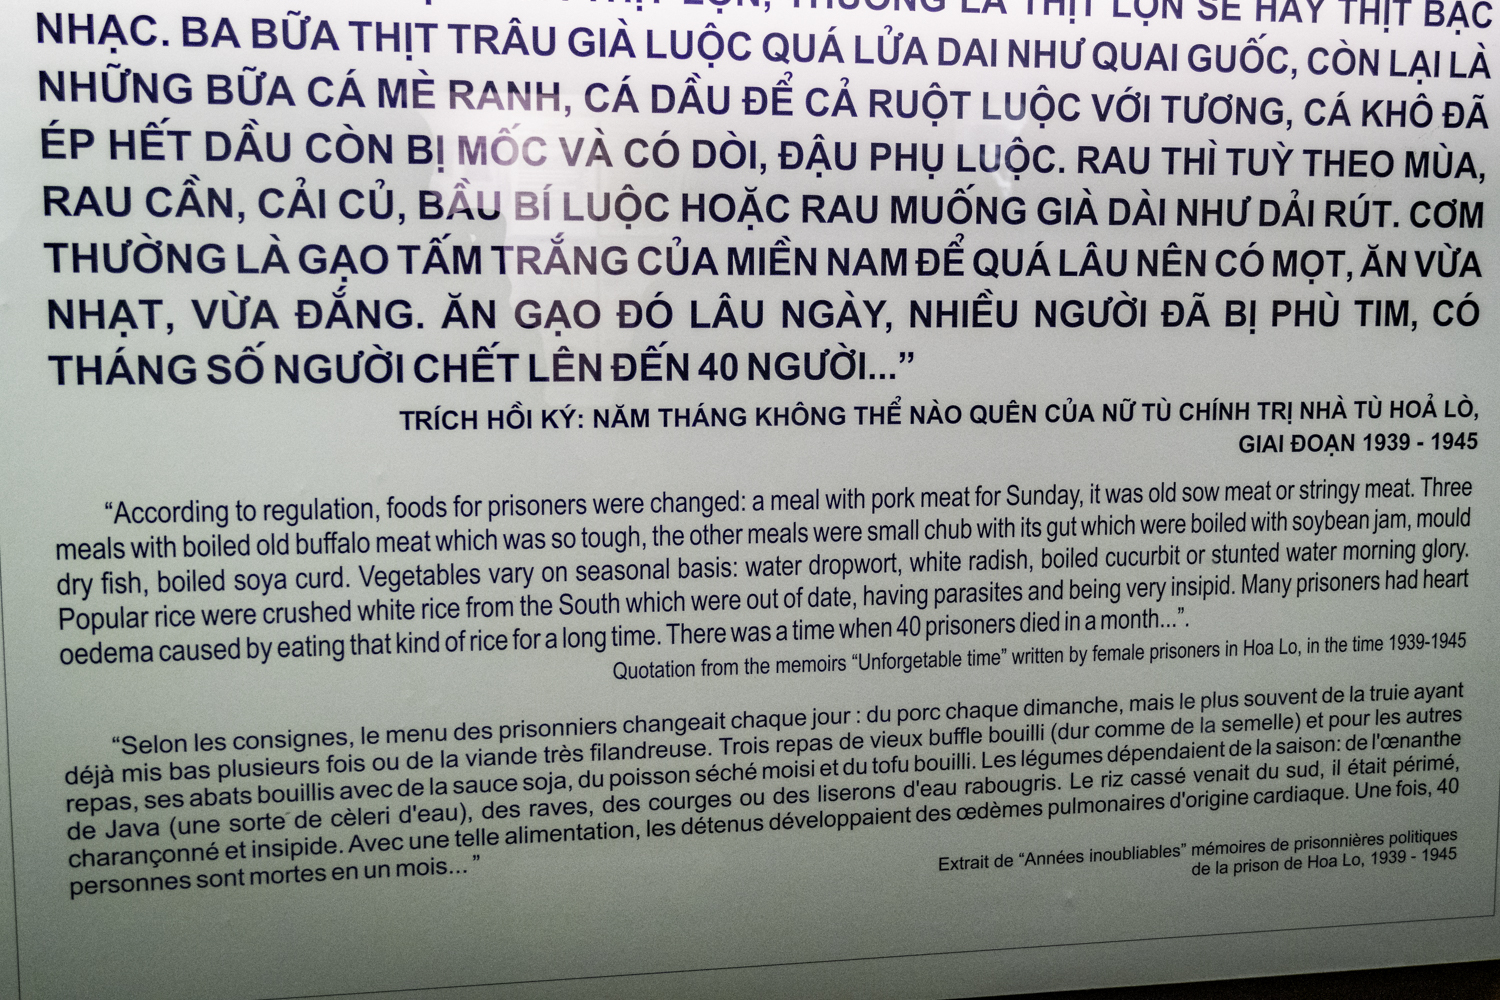 THỊT LỢN, THƯỜNG LÀ THỊT LỢN SỀ HAY THỊT BẠC
NHẠC. BA BỮA THỊT TRÂU GIÀ LUỘC QUÁ LỬA DAI NHƯ QUAI GUỐC, CÒN LẠI LÀ
NHỮNG BỮA CÁ MÈ RANH, CÁ DẦU ĐỂ CẢ RUỘT LUỘC VỚI TƯƠNG, CÁ KHÔ ĐÃ
ÉP HẾT DẦU CÒN BỊ MỐC VÀ CÓ DÒI, ĐẬU PHỤ LUỘC. RAU THÌ TUỲ THEO MÙA,
RAU CẦN, CẢI CỦ, BẦU BÍ LUỘC HOẶC RAU MUỐNG GIÀ DÀI NHƯ DẢI RÚT. CƠM
THƯỜNG LÀ GẠO TẤM TRẮNG CỦA MIỀN NAM ĐỂ QUÁ LÂU NÊN CÓ MỌT, ĂN VỪA
NHẠT, VỪA ĐẮNG. ĂN GẠO ĐÓ LÂU NGÀY, NHIỀU NGƯỜI ĐÃ BỊ PHÙ TIM, CÓ
THÁNG SỐ NGƯỜI CHẾT LÊN ĐẾN 40 NGƯỜI...”
TRÍCH HỒI KÝ: NĂM THÁNG KHÔNG THỂ NÀO QUÊN CỦA NỮ TÙ CHÍNH TRỊ NHÀ TÙ HOẢ LÒ,
GIAI ĐOẠN 1939 - 1945
“According to regulation, foods for prisoners were changed: a meal with pork meat for Sunday, it was old sow meat or stringy meat. Three
meals with boiled old buffalo meat which was so tough, the other meals were small chub with its gut which were boiled with soybean jam, mould
dry fish, boiled soya curd. Vegetables vary on seasonal basis: water dropwort, white radish, boiled cucurbit or stunted water morning glory.
Popular rice were crushed white rice from the South which were out of date, having parasites and being very insipid. Many prisoners had heart
oedema caused by eating that kind of rice for a long time. There was a time when 40 prisoners died in a month...”.
Quotation from the memoirs “Unforgetable time” written by female prisoners in Hoa Lo, in the time 1939-1945
“Selon les consignes, le menu des prisonniers changeait chaque jour : du porc chaque dimanche, mais le plus souvent de la truie ayant
déjà mis bas plusieurs fois ou de la viande très filandreuse. Trois repas de vieux buffle bouilli (dur comme de la semelle) et pour les autres
repas, ses abats bouillis avec de la sauce soja, du poisson séché moisi et du tofu bouilli. Les légumes dépendaient de la saison: de l'œnanthe
de Java (une sorte de cèleri d'eau), des raves, des courges ou des liserons d'eau rabougris. Le riz cassé venait du sud, il était périmé,
charançonné et insipide. Avec une telle alimentation, les détenus développaient des œdèmes pulmonaires d'origine cardiaque. Une fois, 40
personnes sont mortes en un mois...”
Extrait de “Années inoubliables” mémoires de prisonnières politiques
de la prison de Hoa Lo, 1939 - 1945